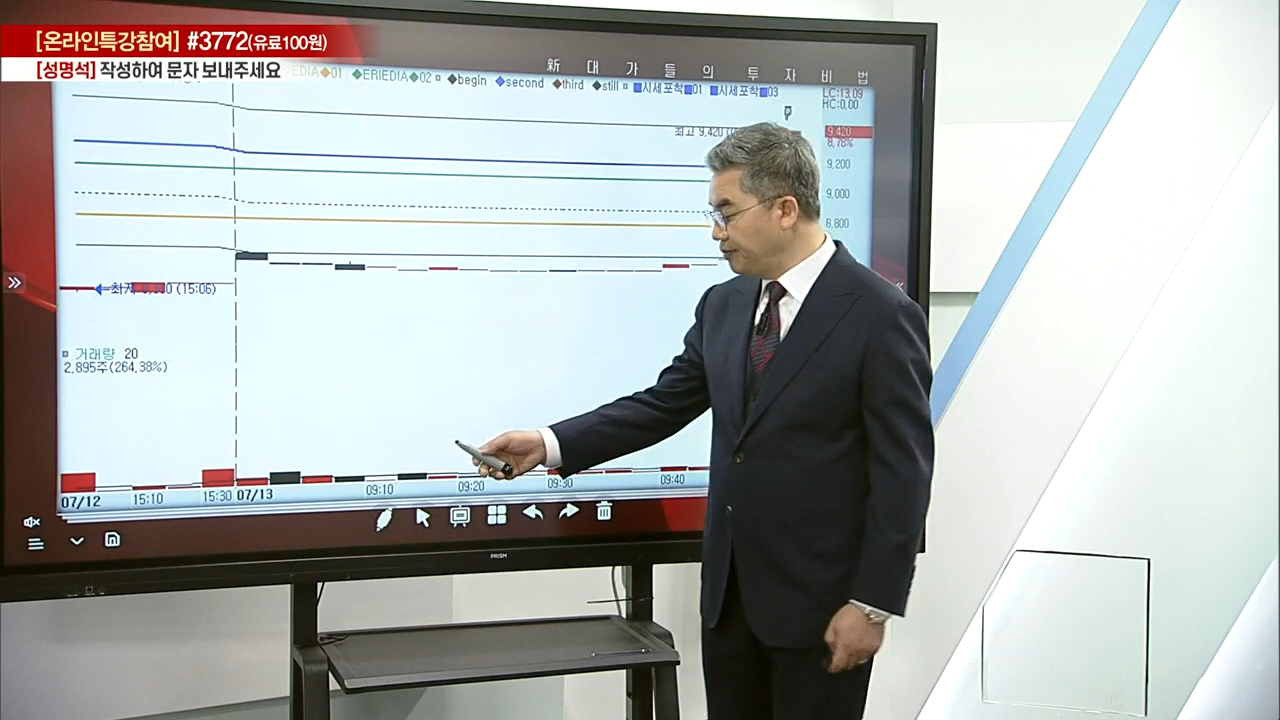 [온라인특강참여] #3772(유료100원)
[성명석] 작성하여 문자 보내주세요
新 대 가 들 의 투 자 비 법
ERIEDIA 01 ERIEDIA 02 begin second third still 시세포착 01 시세포착 03
LC:13.09
HC:0.00
최고 9,420
9,420
8.78%
9,200
9,000
8,800
(15:06)
거래량 20
2,895주(264.38%)
07/12 15:10 15:30 07/13 09:10 09:20 09:30 09:40
PRISM